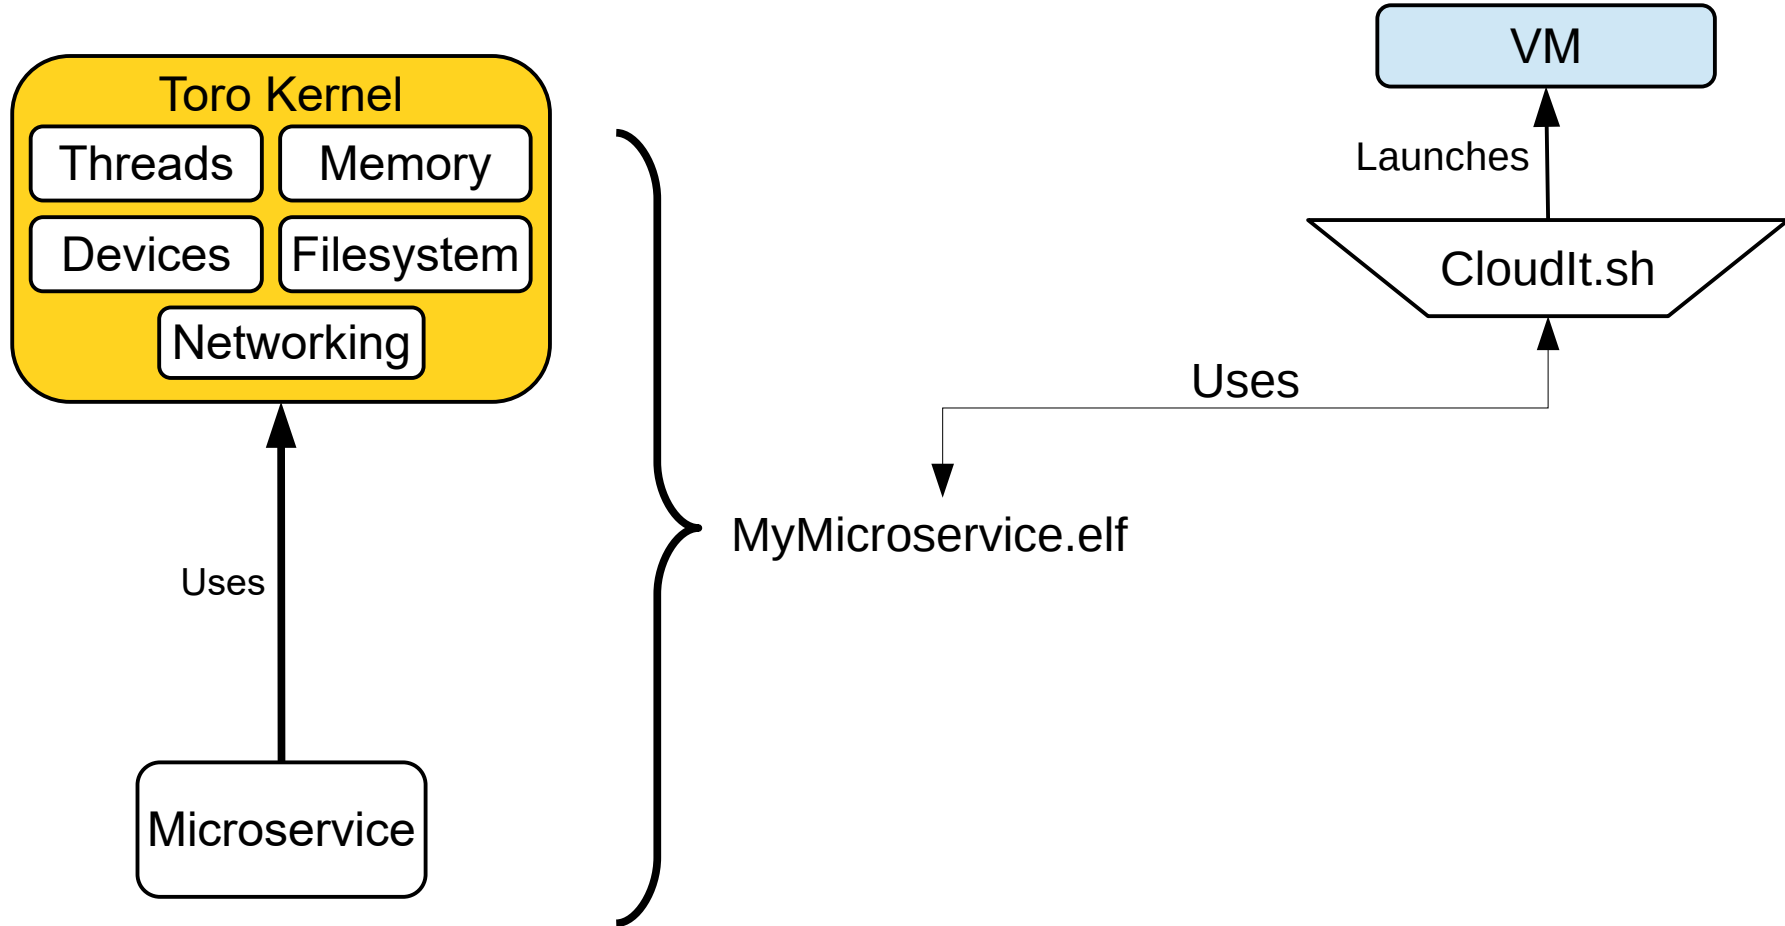 Toro Kernel
Threads
Memory
Devices
Filesystem
Networking
Uses
Microservice
MyMicroservice.elf
Uses
VM
Launches
CloudIt.sh